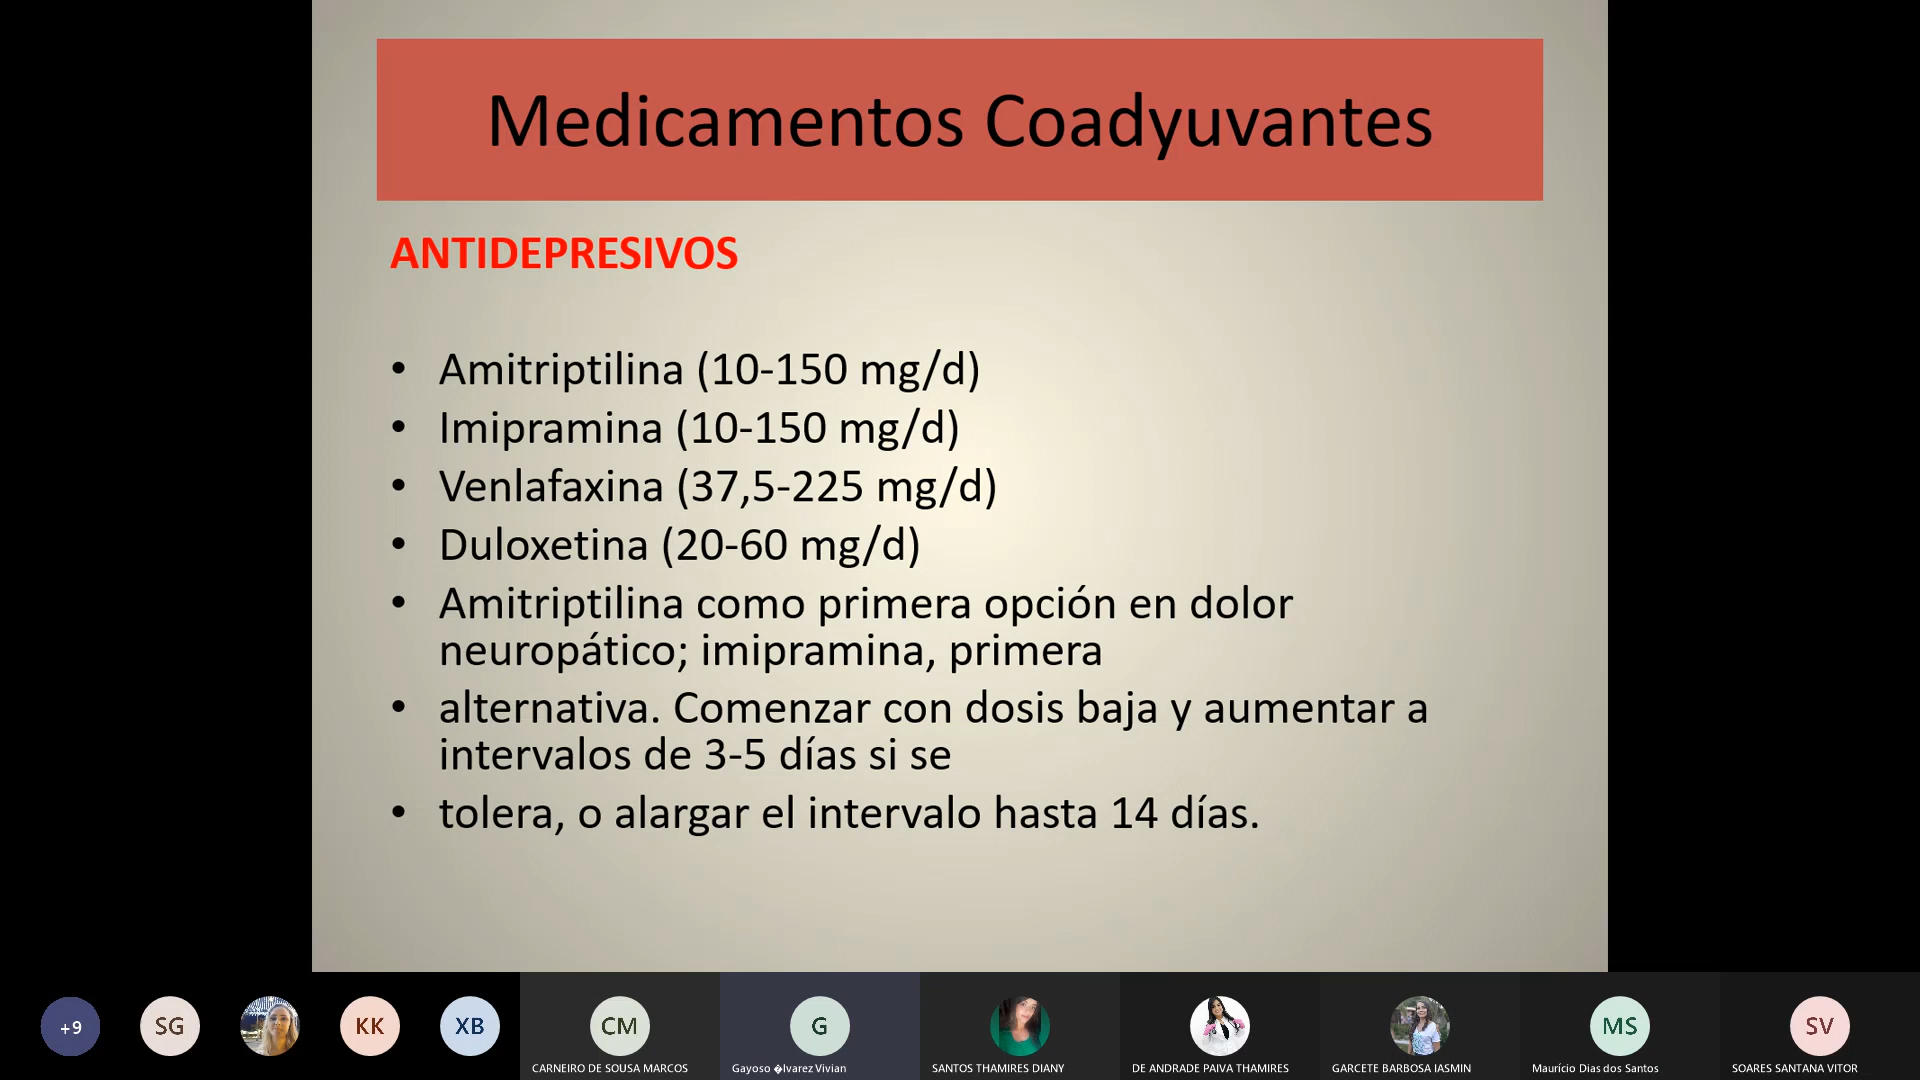 Medicamentos Coadyuvantes
ANTIDEPRESIVOS
• Amitriptilina (10-150 mg/d)
• Imipramina (10-150 mg/d)
• Venlafaxina (37,5-225 mg/d)
• Duloxetina (20-60 mg/d)
• Amitriptilina como primera opción en dolor
neuropático; imipramina, primera
• alternativa. Comenzar con dosis baja y aumentar a
intervalos de 3-5 días si se
• tolera, o alargar el intervalo hasta 14 días.
+9
SG
KK
XB
CM
G
MS
SV
CARNEIRO DE SOUSA MARCOS
Gayoso �lvarez Vivian
SANTOS THAMIRES DIANY
DE ANDRADE PAIVA THAMIRES
GARCETE BARBOSA IASMIN
Maurício Dias dos Santos
SOARES SANTANA VITOR